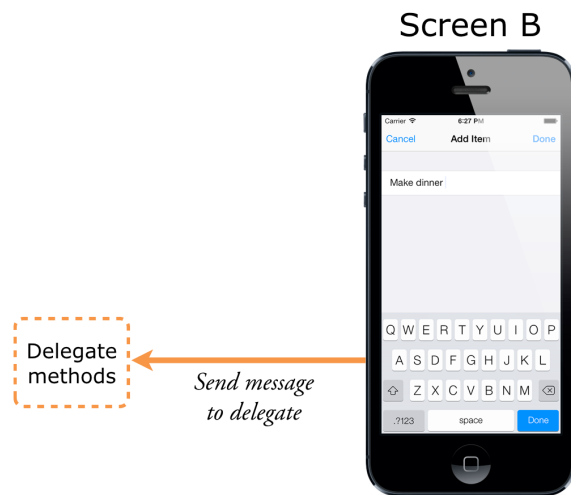 Screen B
Carrier 6:27 PM
Cancel Add Item Done
Make dinner
Q W E R T Y U I O P
A S D F G H J K L
Z X C V B N M
.?123 space Done
Delegate
methods
Send message
to delegate